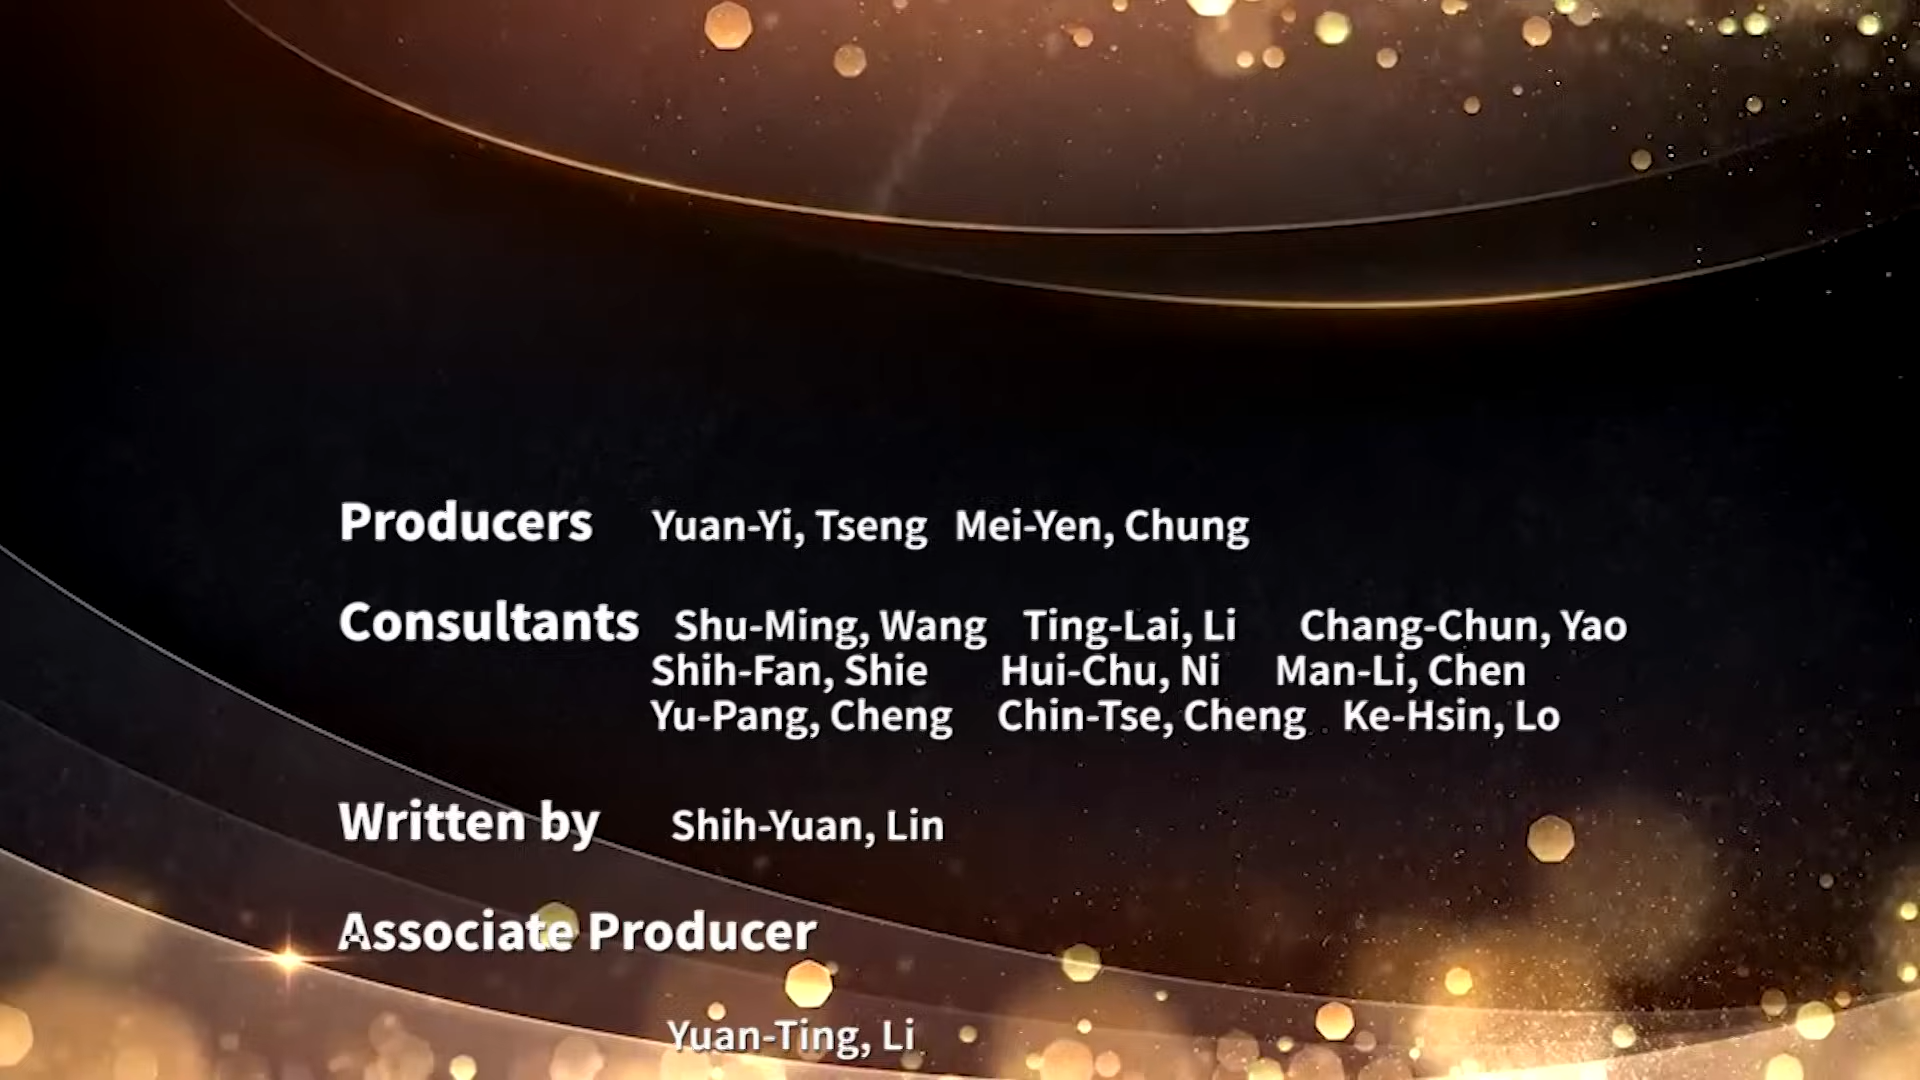 Producers Yuan-Yi, Tseng Mei-Yen, Chung
Consultants Shu-Ming, Wang Ting-Lai, Li Chang-Chun, Yao
Shih-Fan, Shie Hui-Chu, Ni Man-Li, Chen
Yu-Pang, Cheng Chin-Tse, Cheng Ke-Hsin, Lo
Written by Shih-Yuan, Lin
Associate Producer
Yuan-Ting, Li